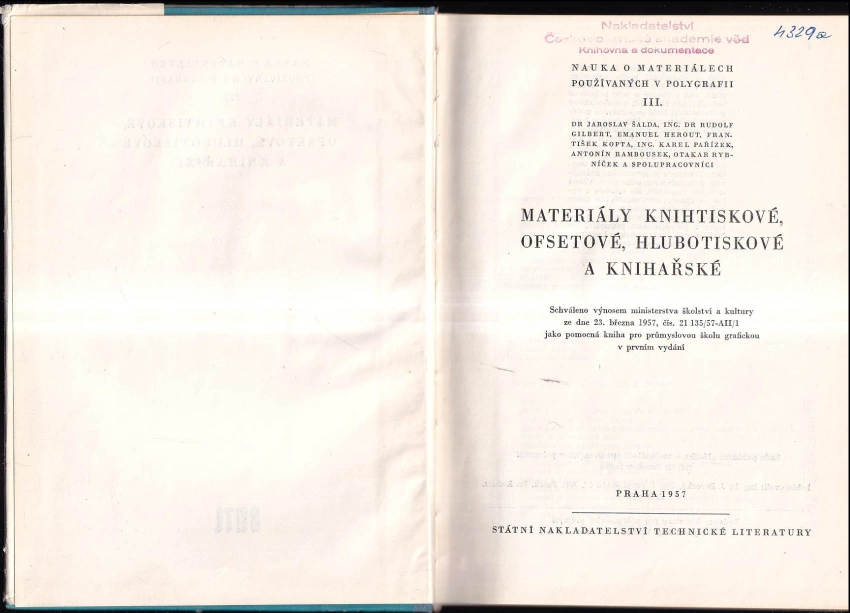 Nakladatelství
akademie věd
Knihovna a dokumentace
4329
NAUKA O MATERIÁLECH
POUŽÍVANÝCH V POLYGRAFII
III.
DR JAROSLAV ŠALDA, ING. DR RUDOLF
GILBERT, EMANUEL HEROUT, FRAN-
TIŠEK KOPTA, ING. KAREL PAŘÍZEK,
ANTONÍN RAMBOUSEK, OTAKAR RYB-
NÍČEK A SPOLUPRACOVNÍCI
MATERIÁLY KNIHTISKOVÉ,
OFSETOVÉ, HLUBOTISKOVÉ
A KNIHAŘSKÉ
Schváleno výnosem ministerstva školství a kultury
ze dne 23. března 1957, čís. 21 135/57-AII/1
jako pomocná kniha pro průmyslovou školu grafickou
v prvním vydání
PRAHA 1957
STÁTNÍ NAKLADATELSTVÍ TECHNICKÉ LITERATURY